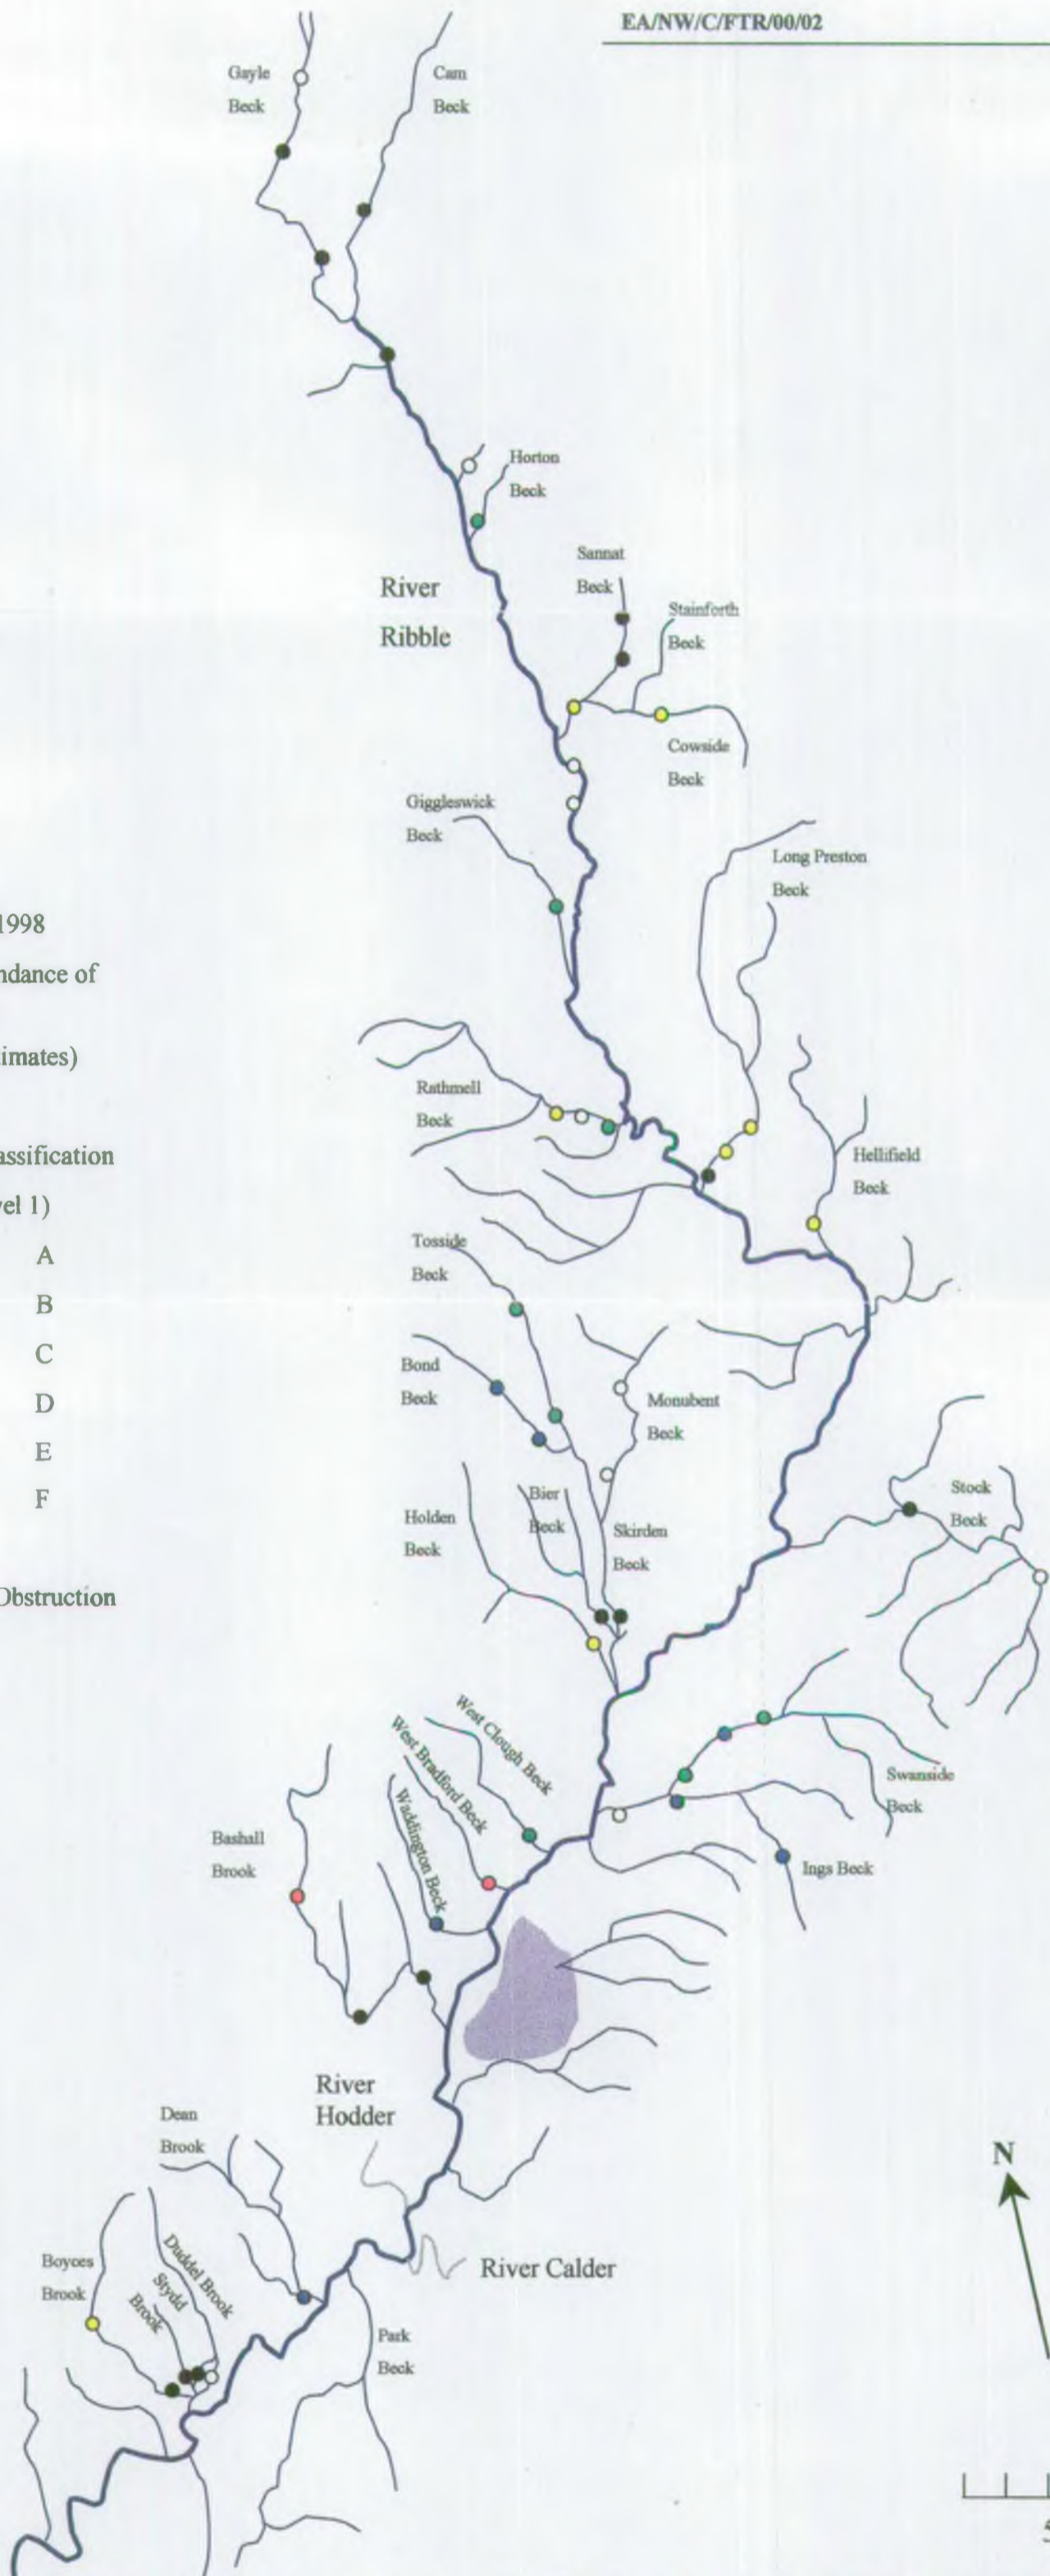 EA/NW/C/FTR/00/02
Gayle
Beck
Cam
Beck
Horton
Beck
Sannat
Beck
River
Ribble
Stainforth
Beck
Cowside
Beck
Giggleswick
Beck
Long Preston
Beck
1998
ndance of
imates)
assification
vel 1)
A
B
C
D
E
F
Obstruction
Rathmell
Beck
Hellifield
Beck
Tosside
Beck
Bond
Beck
Monubent
Beck
Holden
Beck
Bier
Beck
Skirden
Beck
Stock
Beck
West Clough Beck
West Bradford Beck
Waddington Beck
Swanside
Beck
Bashall
Brook
Ings Beck
River
Hodder
Dean
Brook
N
Boyces
Brook
Duddel Brook
Stydd
Brook
River Calder
Park
Beck